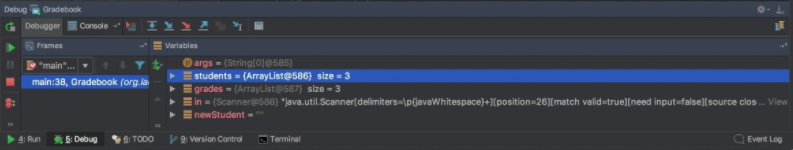 Debug Gradebook
Debugger Console
Frames Variables
"main"...
main:38, Gradebook (org.la
args = {String[0]@585}
students = {ArrayList@586} size = 3
grades = {ArrayList@587} size = 3
in = {Scanner@588} "java.util.Scanner[delimiters=\p{javaWhitespace}+][position=26][match valid=true][need input=false][source clos ... View
newStudent = ""
4: Run 5: Debug 6: TODO 9: Version Control Terminal Event Log